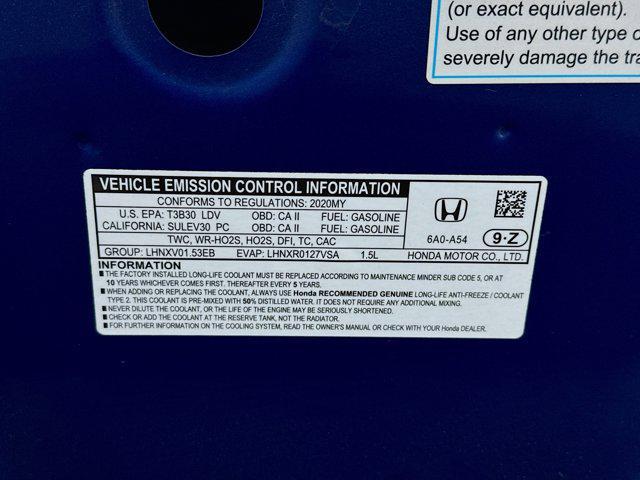 (or exact equivalent).
Use of any other type o
severely damage the tra
VEHICLE EMISSION CONTROL INFORMATION
CONFORMS TO REGULATIONS: 2020MY
U.S. EPA: T3B30 LDV OBD: CA II FUEL: GASOLINE
CALIFORNIA: SULEV30 PC OBD: CA II FUEL: GASOLINE
TWC, WR-HO2S, HO2S, DFI, TC, CAC
GROUP: LHNXV01.53EB EVAP: LHNXR0127VSA 1.5L
6A0-A54 9-Z
HONDA MOTOR CO., LTD.
INFORMATION
■ THE FACTORY INSTALLED LONG-LIFE COOLANT MUST BE REPLACED ACCORDING TO MAINTENANCE MINDER SUB CODE 5, OR AT
10 YEARS WHICHEVER COMES FIRST. THEREAFTER EVERY 5 YEARS.
■ WHEN ADDING OR REPLACING THE COOLANT, ALWAYS USE Honda RECOMMENDED GENUINE LONG-LIFE ANTI-FREEZE / COOLANT
TYPE 2. THIS COOLANT IS PRE-MIXED WITH 50% DISTILLED WATER. IT DOES NOT REQUIRE ANY ADDITIONAL MIXING.
■ NEVER DILUTE THE COOLANT, OR THE LIFE OF THE ENGINE MAY BE SERIOUSLY SHORTENED.
■ CHECK OR ADD THE COOLANT AT THE RESERVE TANK, NOT THE RADIATOR.
■ FOR FURTHER INFORMATION ON THE COOLING SYSTEM, READ THE OWNER'S MANUAL OR CHECK WITH YOUR Honda DEALER.